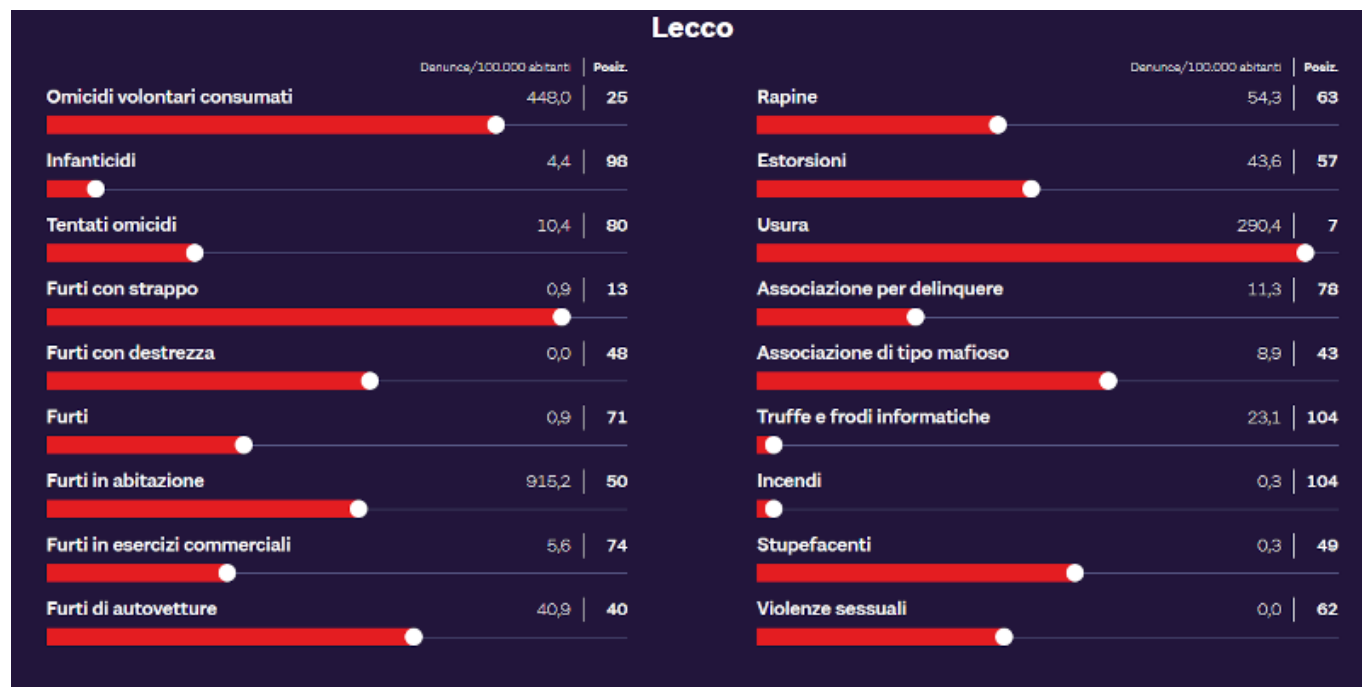 Lecco
Denunce/100.000 abitanti Posiz.
Omicidi volontari consumati 448,0 25
Infanticidi 4,4 98
Tentati omicidi 10,4 80
Furti con strappo 0,9 13
Furti con destrezza 0,0 48
Furti 0,9 71
Furti in abitazione 915,2 50
Furti in esercizi commerciali 5,6 74
Furti di autovetture 40,9 40
Denunce/100.000 abitanti Posiz.
Rapine 54,3 63
Estorsioni 43,6 57
Usura 290,4 7
Associazione per delinquere 11,3 78
Associazione di tipo mafioso 8,9 43
Truffe e frodi informatiche 23,1 104
Incendi 0,3 104
Stupefacenti 0,3 49
Violenze sessuali 0,0 62